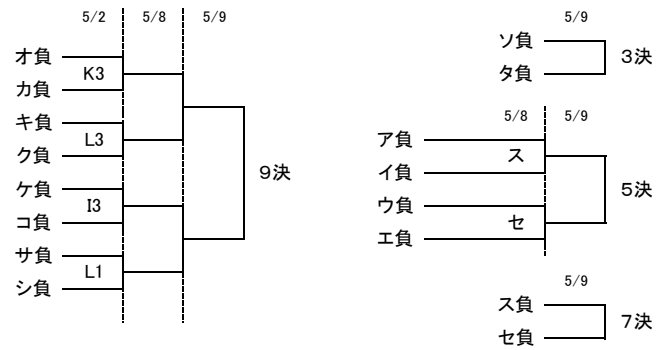 5/2 5/8 5/9
オ負
K3
カ負
キ負
L3
ク負
9決
ケ負
I3
コ負
サ負
L1
シ負
5/9
ソ負
3決
タ負
5/8 5/9
ア負
ス
イ負
5決
ウ負
セ
エ負
5/9
ス負
7決
セ負